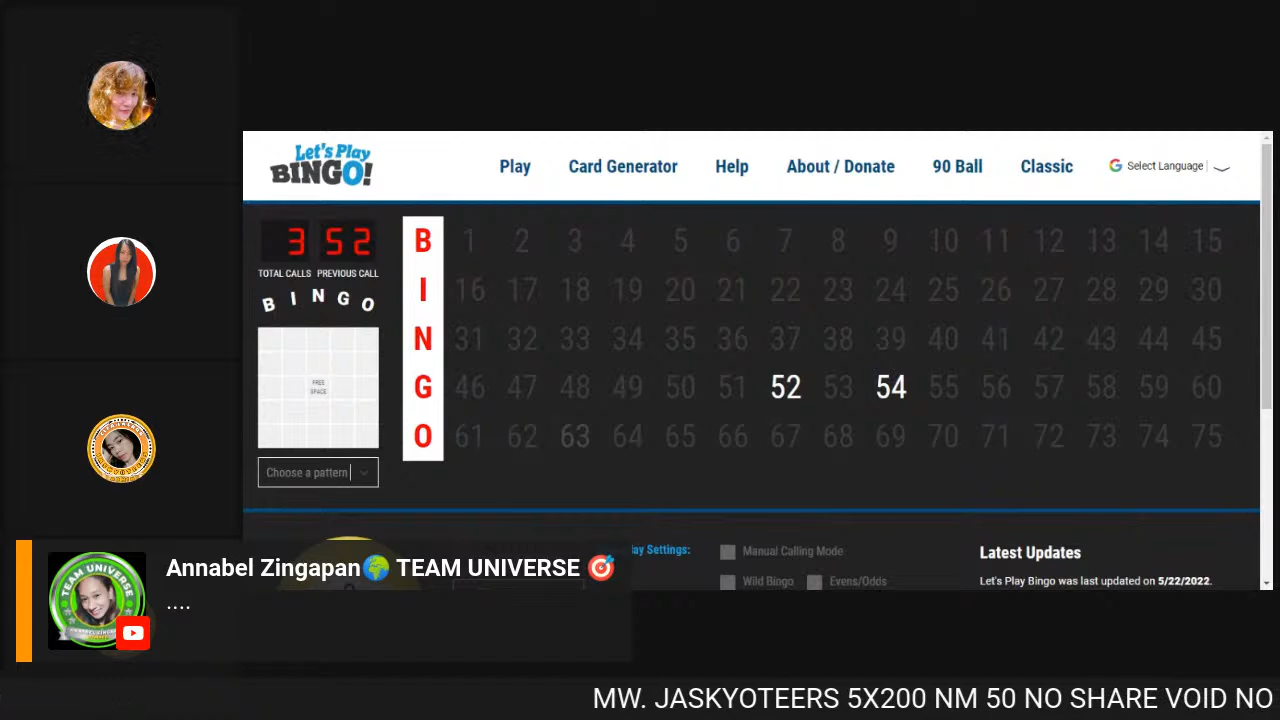 Let's Play
BINGO!
Play Card Generator Help About / Donate 90 Ball Classic Select Language
3 52
TOTAL CALLS PREVIOUS CALL
B I N G O
FREE
SPACE
Choose a pattern
B 1 2 3 4 5 6 7 8 9 10 11 12 13 14 15
I 16 17 18 19 20 21 22 23 24 25 26 27 28 29 30
N 31 32 33 34 35 36 37 38 39 40 41 42 43 44 45
G 46 47 48 49 50 51 52 53 54 55 56 57 58 59 60
O 61 62 63 64 65 66 67 68 69 70 71 72 73 74 75
lay Settings: Manual Calling Mode
Wild Bingo Evens/Odds
Latest Updates
Let's Play Bingo was last updated on 5/22/2022.
TEAM UNIVERSE
Annabel Zingapan🌍 TEAM UNIVERSE 🎯
....
MW. JASKYOTEERS 5X200 NM 50 NO SHARE VOID NO